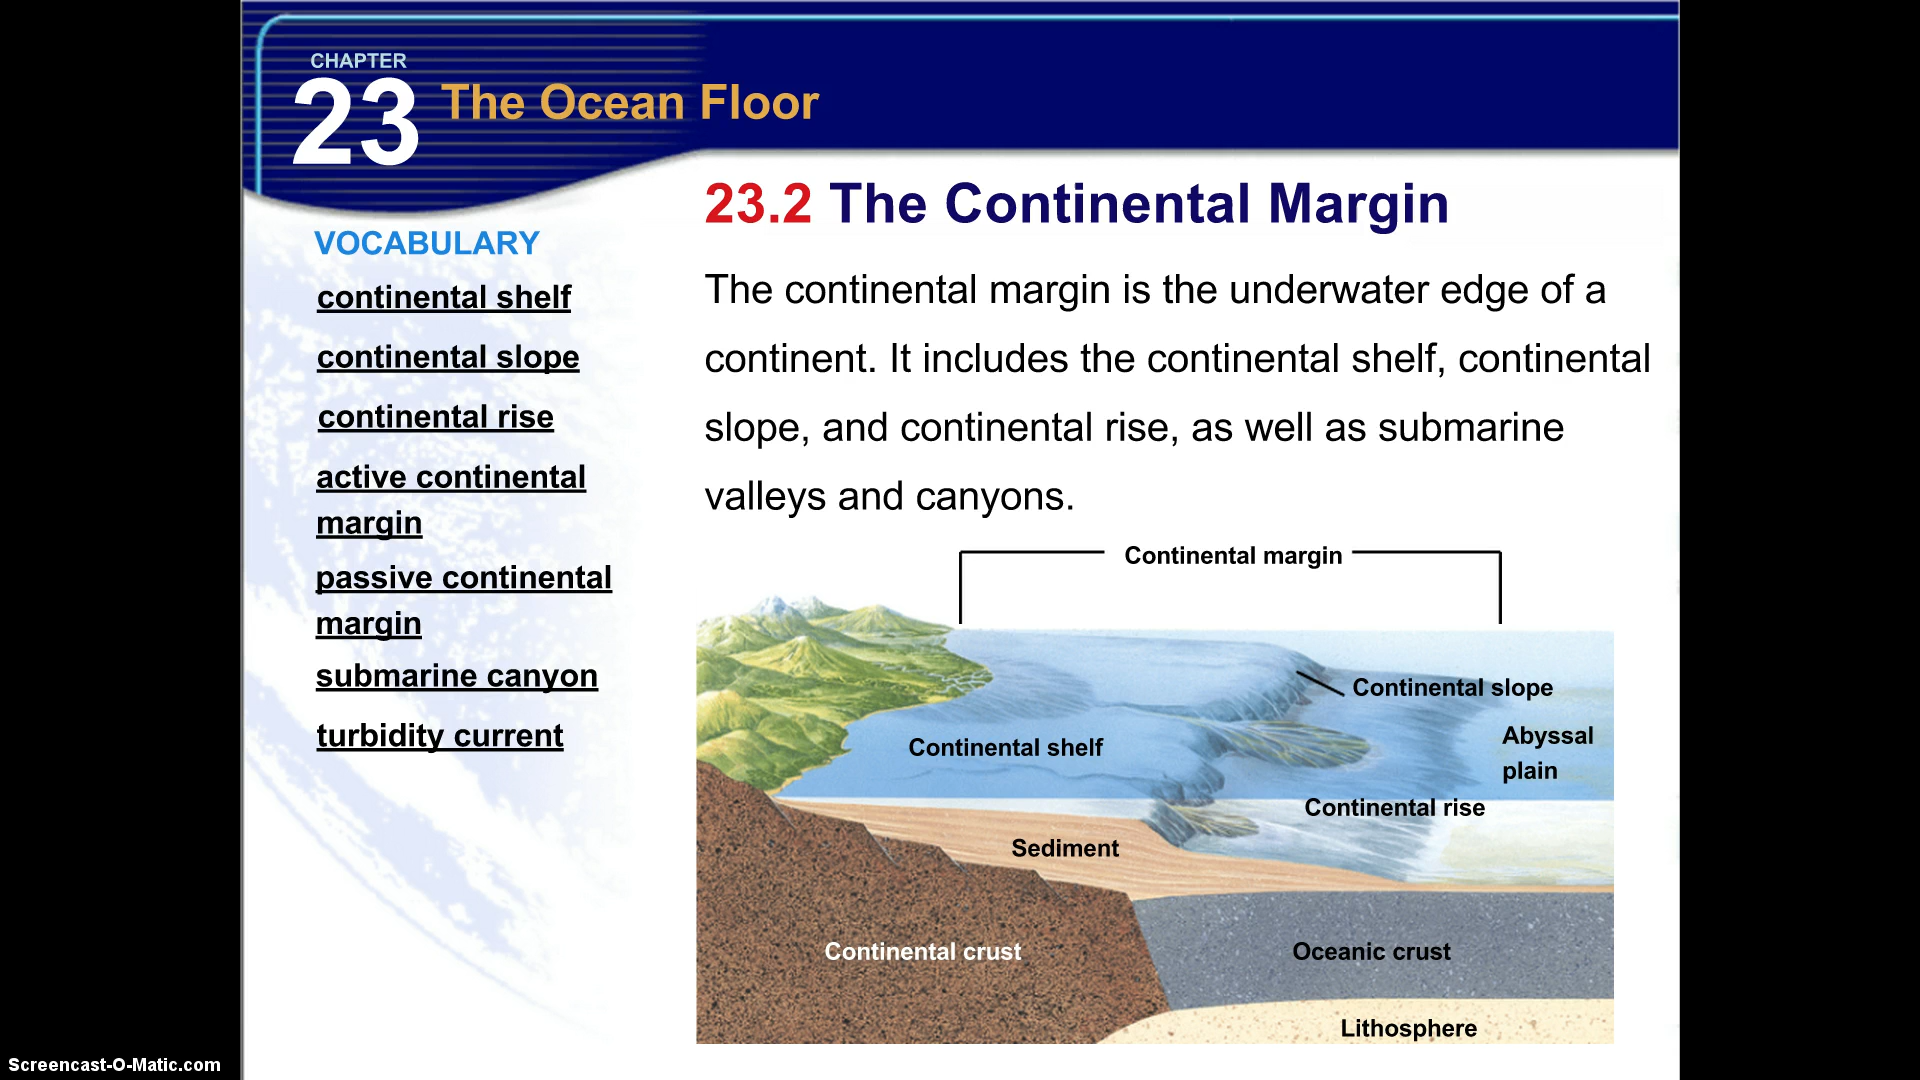 CHAPTER
23
The Ocean Floor
VOCABULARY
continental shelf
continental slope
continental rise
active continental
margin
passive continental
margin
submarine canyon
turbidity current
23.2 The Continental Margin
The continental margin is the underwater edge of a
continent. It includes the continental shelf, continental
slope, and continental rise, as well as submarine
valleys and canyons.
Continental margin
Continental slope
Abyssal
plain
Continental shelf
Continental rise
Sediment
Continental crust
Oceanic crust
Lithosphere
Screencast-O-Matic.com